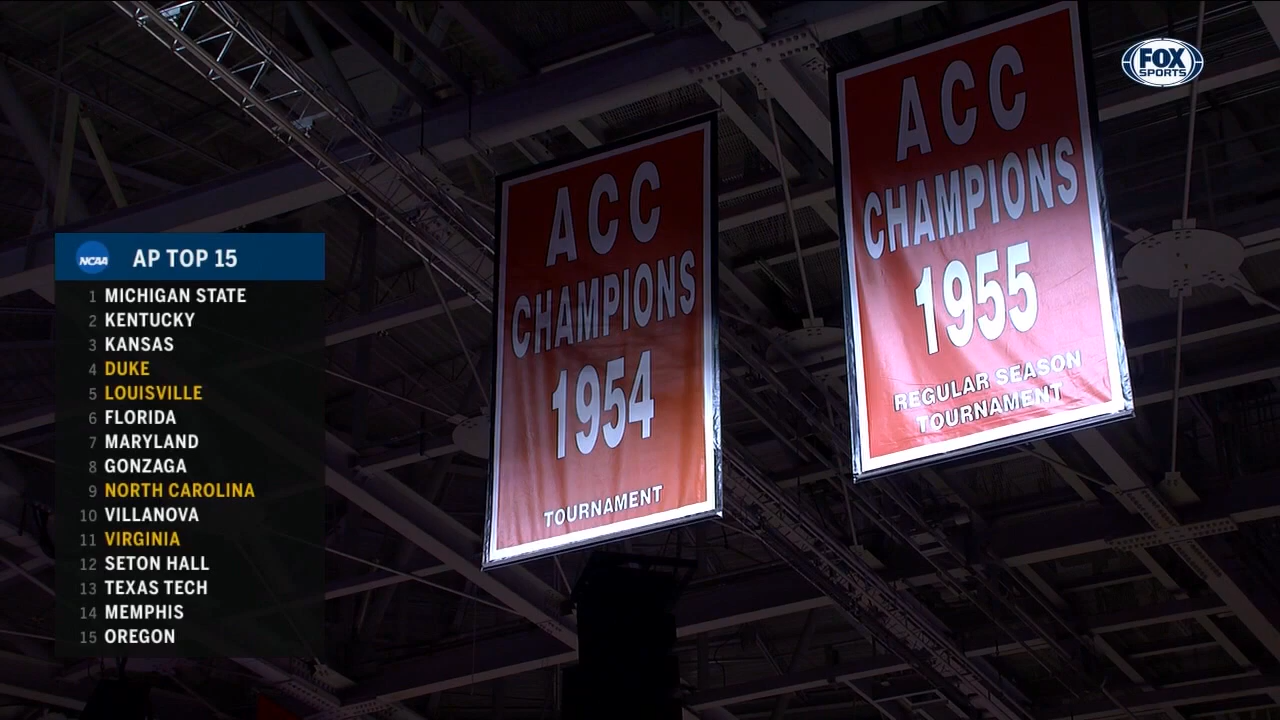 FOX
SPORTS
NCAA AP TOP 15
1 MICHIGAN STATE
2 KENTUCKY
3 KANSAS
4 DUKE
5 LOUISVILLE
6 FLORIDA
7 MARYLAND
8 GONZAGA
9 NORTH CAROLINA
10 VILLANOVA
11 VIRGINIA
12 SETON HALL
13 TEXAS TECH
14 MEMPHIS
15 OREGON
ACC
CHAMPIONS
1954
TOURNAMENT
ACC
CHAMPIONS
1955
REGULAR SEASON
TOURNAMENT